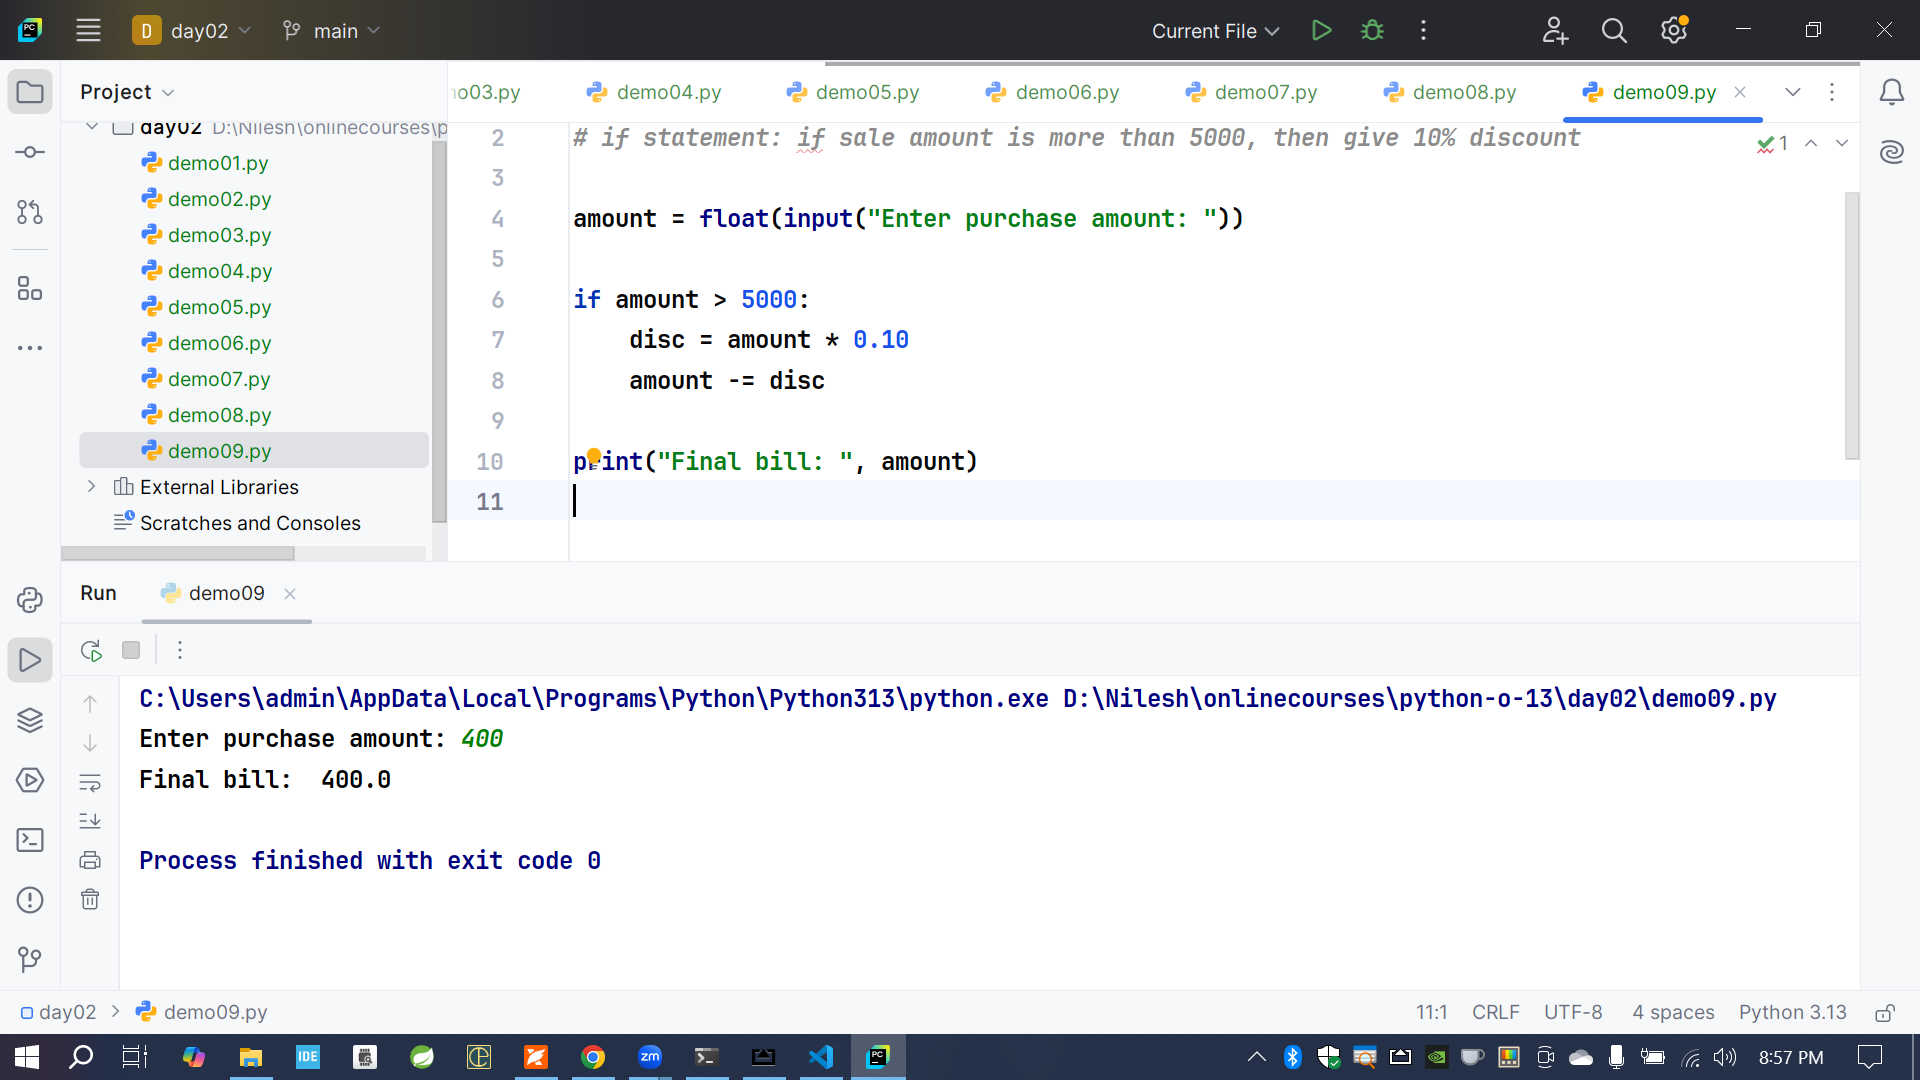 D day02 main Current File
Project
mo03.py demo04.py demo05.py demo06.py demo07.py demo08.py demo09.py
day02 D:\Nilesh\onlinecourses\p
demo01.py
demo02.py
demo03.py
demo04.py
demo05.py
demo06.py
demo07.py
demo08.py
demo09.py
External Libraries
Scratches and Consoles
2 # if statement: if sale amount is more than 5000, then give 10% discount
1
3
4 amount = float(input("Enter purchase amount: "))
5
6 if amount > 5000:
7 disc = amount * 0.10
8 amount -= disc
9
10 print("Final bill: ", amount)
11
Run demo09
C:\Users\admin\AppData\Local\Programs\Python\Python313\python.exe D:\Nilesh\onlinecourses\python-o-13\day02\demo09.py
Enter purchase amount: 400
Final bill:  400.0
Process finished with exit code 0
day02 > demo09.py 11:1 CRLF UTF-8 4 spaces Python 3.13
IDE zm PC 8:57 PM